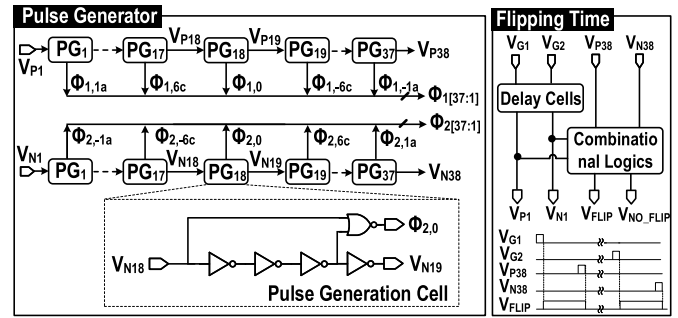 Pulse Generator
V_P18 V_P19
PG_1 PG_17 PG_18 PG_19 PG_37 V_P38
V_P1
Φ_1,1a Φ_1,6c Φ_1,0 Φ_1,-6c Φ_1,-1a Φ_1[37:1]
Φ_2,-1a Φ_2,-6c Φ_2,0 Φ_2,6c Φ_2,1a Φ_2[37:1]
V_N1 V_N18 V_N19
PG_1 PG_17 PG_18 PG_19 PG_37 V_N38
Φ_2,0
V_N18 V_N19
Pulse Generation Cell
Flipping Time
V_G1 V_G2 V_P38 V_N38
Delay Cells
Combinatio
nal Logics
V_P1 V_N1 V_FLIP V_NO_FLIP
V_G1
V_G2
V_P38
V_N38
V_FLIP